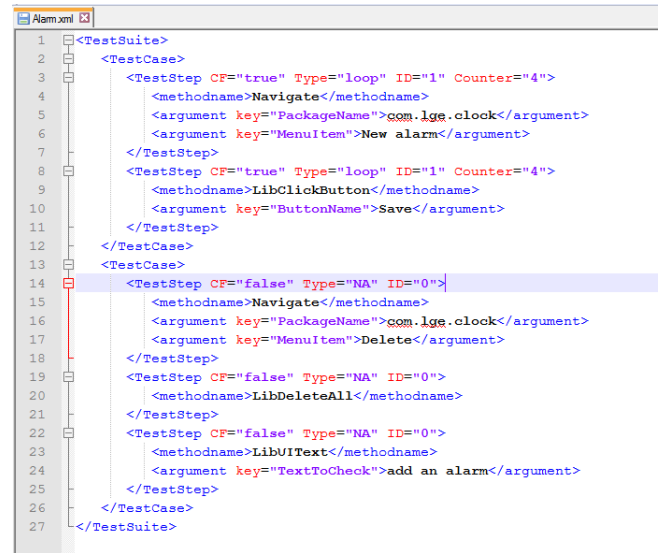 Alarm.xml
1 <TestSuite>
2 <TestCase>
3 <TestStep CF="true" Type="loop" ID="1" Counter="4">
4 <methodname>Navigate</methodname>
5 <argument key="PackageName">com.lge.clock</argument>
6 <argument key="MenuItem">New alarm</argument>
7 </TestStep>
8 <TestStep CF="true" Type="loop" ID="1" Counter="4">
9 <methodname>LibClickButton</methodname>
10 <argument key="ButtonName">Save</argument>
11 </TestStep>
12 </TestCase>
13 <TestCase>
14 <TestStep CF="false" Type="NA" ID="0">
15 <methodname>Navigate</methodname>
16 <argument key="PackageName">com.lge.clock</argument>
17 <argument key="MenuItem">Delete</argument>
18 </TestStep>
19 <TestStep CF="false" Type="NA" ID="0">
20 <methodname>LibDeleteAll</methodname>
21 </TestStep>
22 <TestStep CF="false" Type="NA" ID="0">
23 <methodname>LibUIText</methodname>
24 <argument key="TextToCheck">add an alarm</argument>
25 </TestStep>
26 </TestCase>
27 </TestSuite>